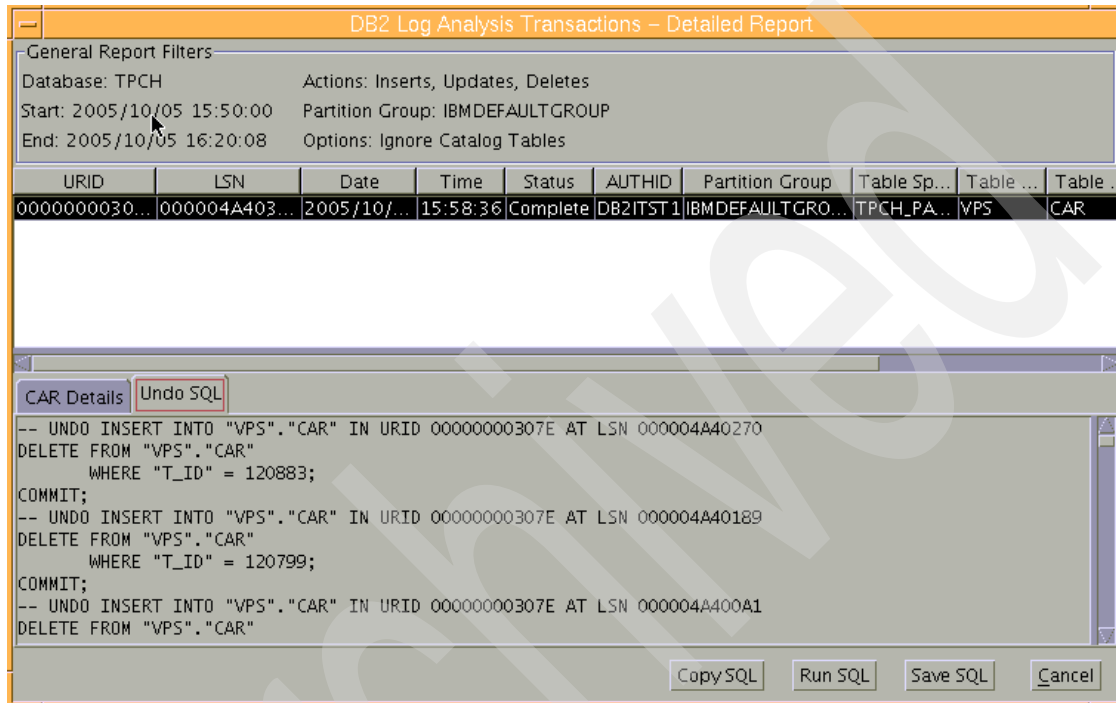 DB2 Log Analysis Transactions – Detailed Report
General Report Filters
Database: TPCH Actions: Inserts, Updates, Deletes
Start: 2005/10/05 15:50:00 Partition Group: IBMDEFAULTGROUP
End: 2005/10/05 16:20:08 Options: Ignore Catalog Tables
URID LSN Date Time Status AUTHID Partition Group Table Sp... Table ... Table .
0000000030... 000004A403... 2005/10/... 15:58:36 Complete DB2ITST1 IBMDEFAULTGRO... TPCH_PA... VPS CAR
CAR Details Undo SQL
-- UNDO INSERT INTO "VPS"."CAR" IN URID 00000000307E AT LSN 000004A40270
DELETE FROM "VPS"."CAR"
WHERE "T_ID" = 120883;
COMMIT;
-- UNDO INSERT INTO "VPS"."CAR" IN URID 00000000307E AT LSN 000004A40189
DELETE FROM "VPS"."CAR"
WHERE "T_ID" = 120799;
COMMIT;
-- UNDO INSERT INTO "VPS"."CAR" IN URID 00000000307E AT LSN 000004A400A1
DELETE FROM "VPS"."CAR"
Copy SQL Run SQL Save SQL Cancel